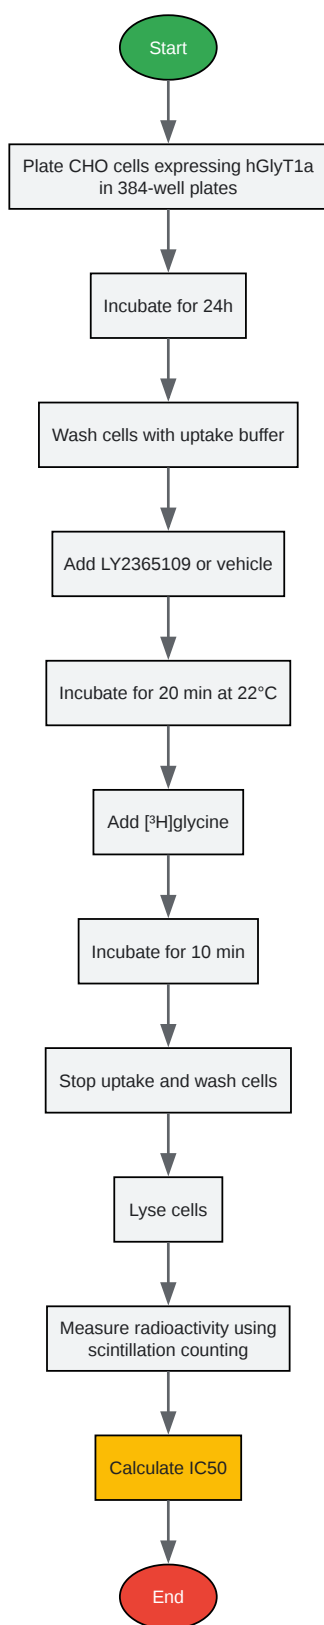 Start
Plate CHO cells expressing hGlyT1a
in 384-well plates
Incubate for 24h
Wash cells with uptake buffer
Add LY2365109 or vehicle
Incubate for 20 min at 22°C
Add [³H]glycine
Incubate for 10 min
Stop uptake and wash cells
Lyse cells
Measure radioactivity using
scintillation counting
Calculate IC50
End